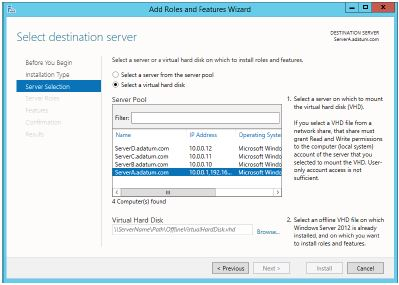 Add Roles and Features Wizard
Select destination server
DESTINATION SERVER
ServerA.adatum.com
Before You Begin
Installation Type
Server Selection
Server Roles
Features
Confirmation
Results
Select a server or a virtual hard disk on which to install roles and features.
Select a server from the server pool
Select a virtual hard disk
Server Pool
Filter:
Name IP Address Operating System
ServerD.adatum.com 10.0.0.12 Microsoft Windo
ServerC.adatum.com 10.0.0.11 Microsoft Windo
ServerB.adatum.com 10.0.0.10 Microsoft Windo
ServerA.adatum.com 10.0.0.1,192.16... Microsoft Windo
4 Computer(s) found
Virtual Hard Disk
\\ServerName\Path\OfflineVirtualHardDisk.vhd
Browse...
1. Select a server on which to mount
the virtual hard disk (VHD).
If you select a VHD file from a
network share, that share must
grant Read and Write permissions
to the computer (local system)
account of the server that you
selected to mount the VHD. User-
only account access is not
sufficient.
2. Select an offline VHD file on which
Windows Server 2012 is already
installed, and on which you want
to install roles and features.
< Previous
Next >
Install
Cancel